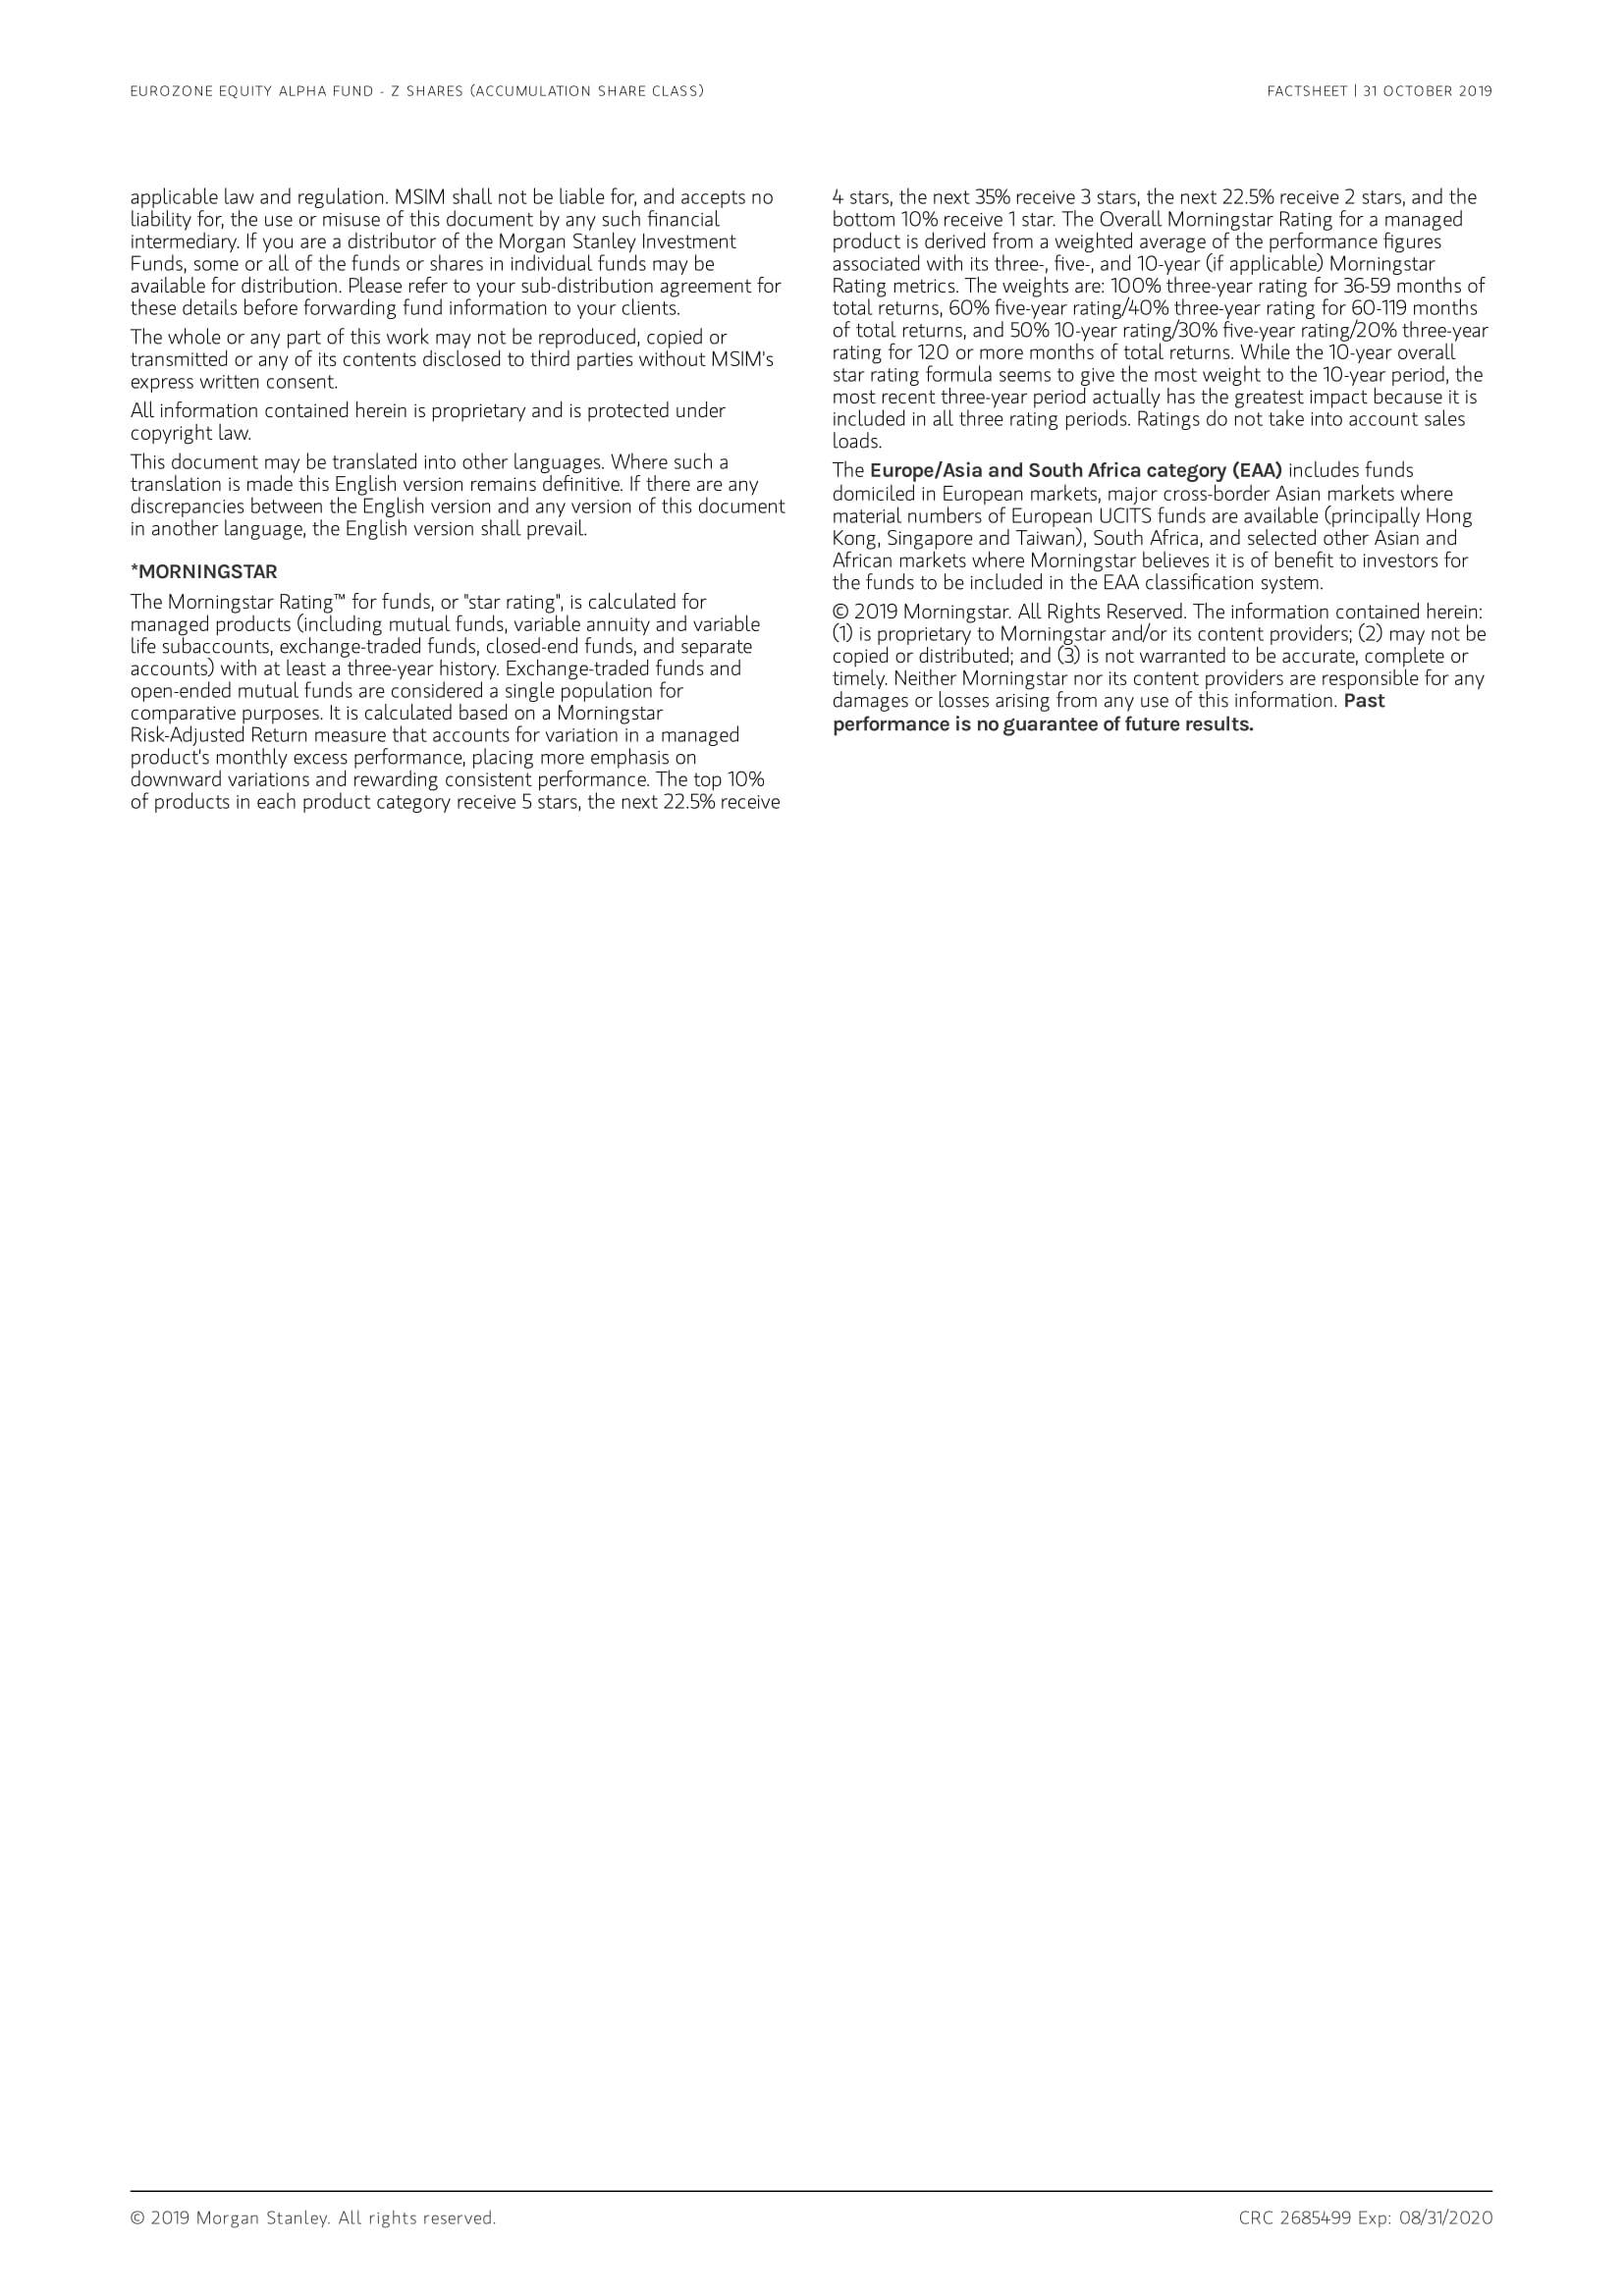 EUROZONE EQUITY ALPHA FUND - Z SHARES (ACCUMULATION SHARE CLASS)
FACTSHEET | 31 OCTOBER 2019
applicable law and regulation. MSIM shall not be liable for, and accepts no
liability for, the use or misuse of this document by any such financial
intermediary. If you are a distributor of the Morgan Stanley Investment
Funds, some or all of the funds or shares in individual funds may be
available for distribution. Please refer to your sub-distribution agreement for
these details before forwarding fund information to your clients.
The whole or any part of this work may not be reproduced, copied or
transmitted or any of its contents disclosed to third parties without MSIM's
express written consent.
All information contained herein is proprietary and is protected under
copyright law.
This document may be translated into other languages. Where such a
translation is made this English version remains definitive. If there are any
discrepancies between the English version and any version of this document
in another language, the English version shall prevail.
*MORNINGSTAR
The Morningstar Rating™ for funds, or "star rating", is calculated for
managed products (including mutual funds, variable annuity and variable
life subaccounts, exchange-traded funds, closed-end funds, and separate
accounts) with at least a three-year history. Exchange-traded funds and
open-ended mutual funds are considered a single population for
comparative purposes. It is calculated based on a Morningstar
Risk-Adjusted Return measure that accounts for variation in a managed
product's monthly excess performance, placing more emphasis on
downward variations and rewarding consistent performance. The top 10%
of products in each product category receive 5 stars, the next 22.5% receive
4 stars, the next 35% receive 3 stars, the next 22.5% receive 2 stars, and the
bottom 10% receive 1 star. The Overall Morningstar Rating for a managed
product is derived from a weighted average of the performance figures
associated with its three-, five-, and 10-year (if applicable) Morningstar
Rating metrics. The weights are: 100% three-year rating for 36-59 months of
total returns, 60% five-year rating/40% three-year rating for 60-119 months
of total returns, and 50% 10-year rating/30% five-year rating/20% three-year
rating for 120 or more months of total returns. While the 10-year overall
star rating formula seems to give the most weight to the 10-year period, the
most recent three-year period actually has the greatest impact because it is
included in all three rating periods. Ratings do not take into account sales
loads.
The Europe/Asia and South Africa category (EAA) includes funds
domiciled in European markets, major cross-border Asian markets where
material numbers of European UCITS funds are available (principally Hong
Kong, Singapore and Taiwan), South Africa, and selected other Asian and
African markets where Morningstar believes it is of benefit to investors for
the funds to be included in the EAA classification system.
© 2019 Morningstar. All Rights Reserved. The information contained herein:
(1) is proprietary to Morningstar and/or its content providers; (2) may not be
copied or distributed; and (3) is not warranted to be accurate, complete or
timely. Neither Morningstar nor its content providers are responsible for any
damages or losses arising from any use of this information. Past
performance is no guarantee of future results.
© 2019 Morgan Stanley. All rights reserved.
CRC 2685499 Exp: 08/31/2020